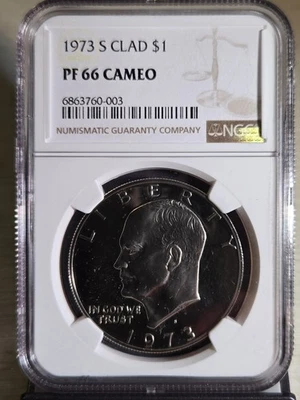 1973 S CLAD $1
PF 66 CAMEO
6863760-003
NUMISMATIC GUARANTY COMPANY
NGC
LIBERTY
IN GOD WE
TRUST
1973